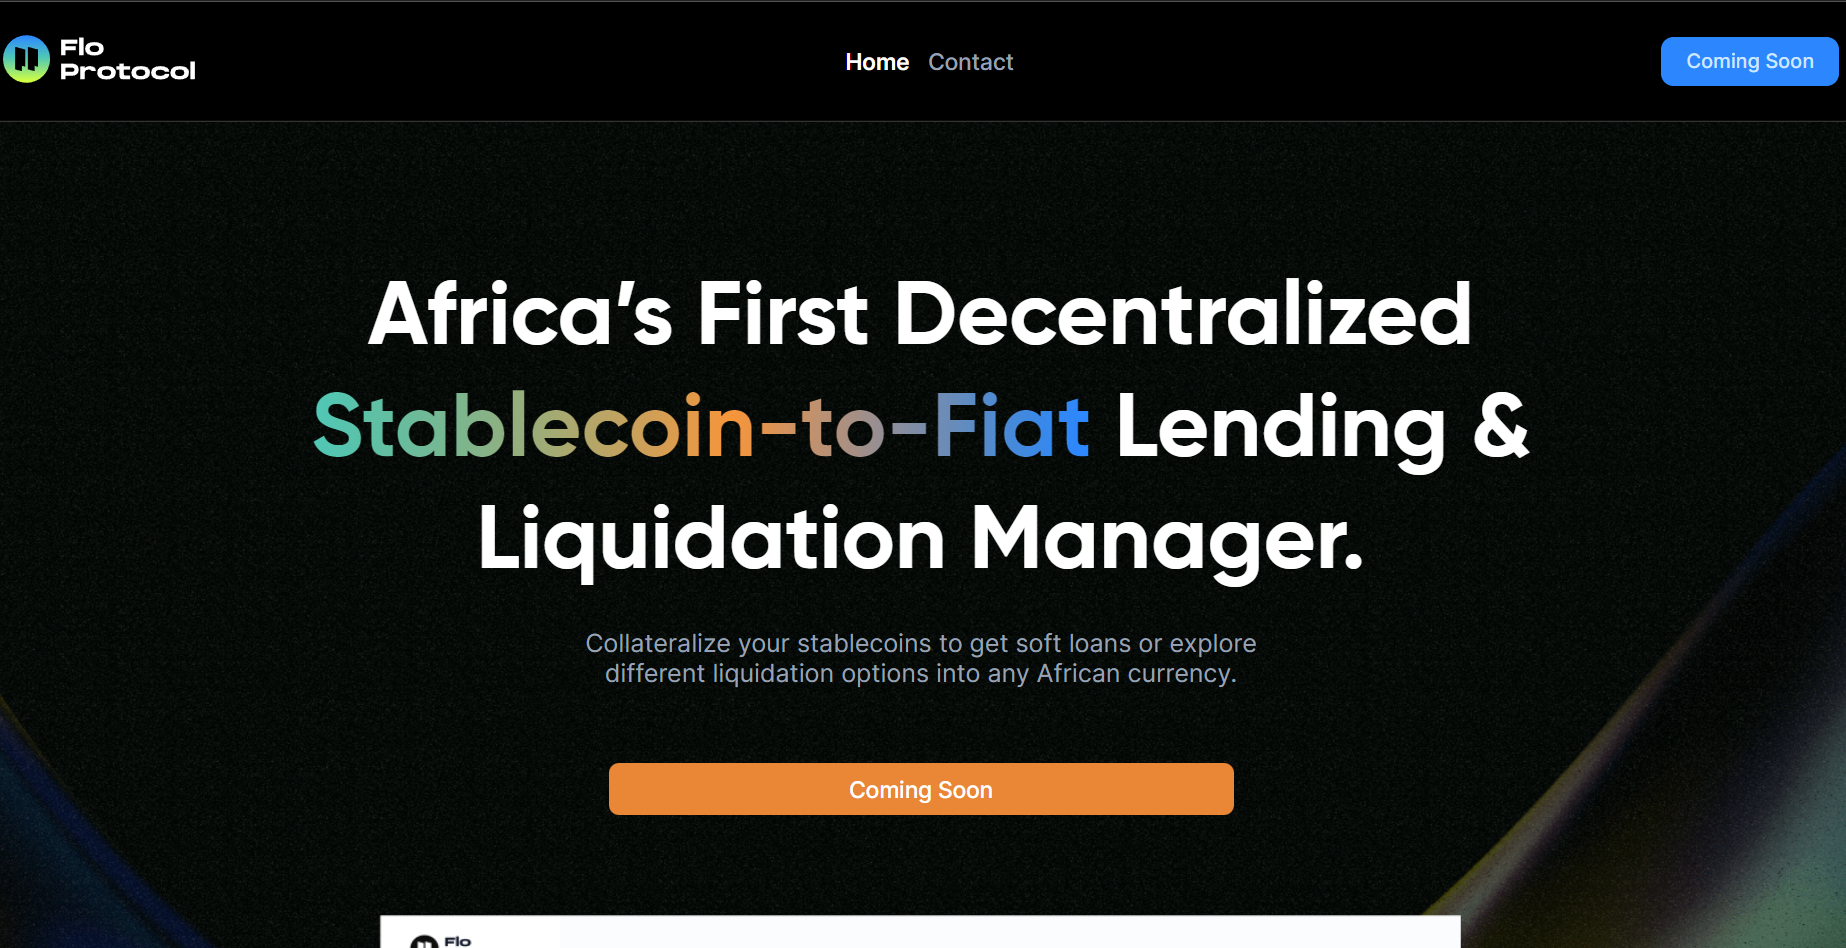 Flo
Protocol
Home Contact
Coming Soon
Africa’s First Decentralized
Stablecoin-to-Fiat Lending &
Liquidation Manager.
Collateralize your stablecoins to get soft loans or explore
different liquidation options into any African currency.
Coming Soon
Flo